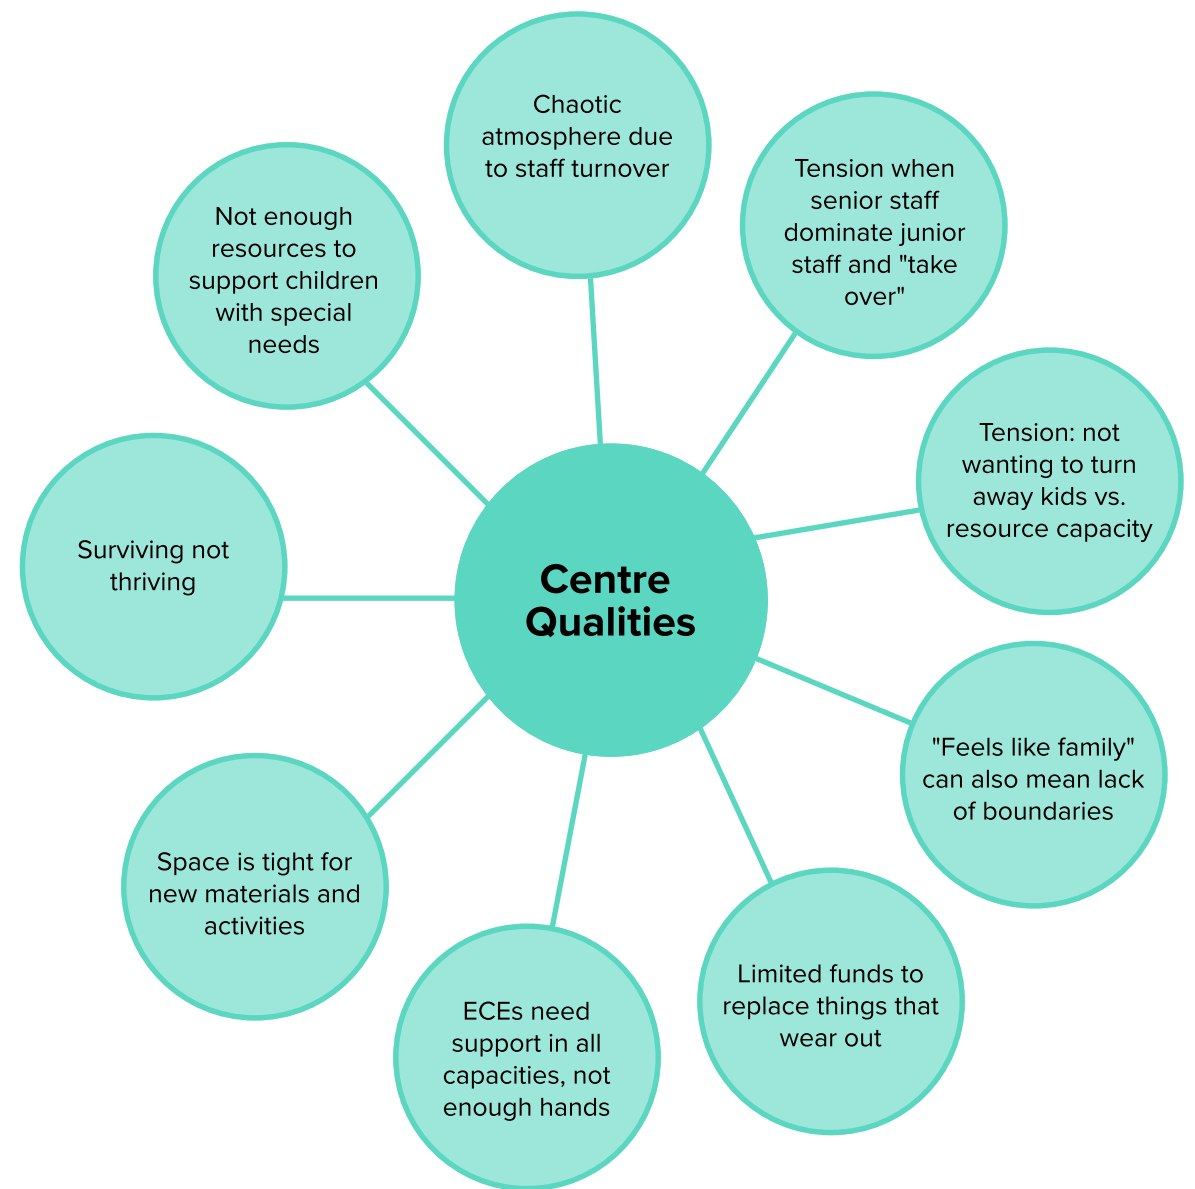 Chaotic
atmosphere due
to staff turnover
Tension when
senior staff
dominate junior
staff and "take
over"
Not enough
resources to
support children
with special
needs
Tension: not
wanting to turn
away kids vs.
resource capacity
Surviving not
thriving
Centre
Qualities
"Feels like family"
can also mean lack
of boundaries
Space is tight for
new materials and
activities
Limited funds to
replace things that
wear out
ECEs need
support in all
capacities, not
enough hands